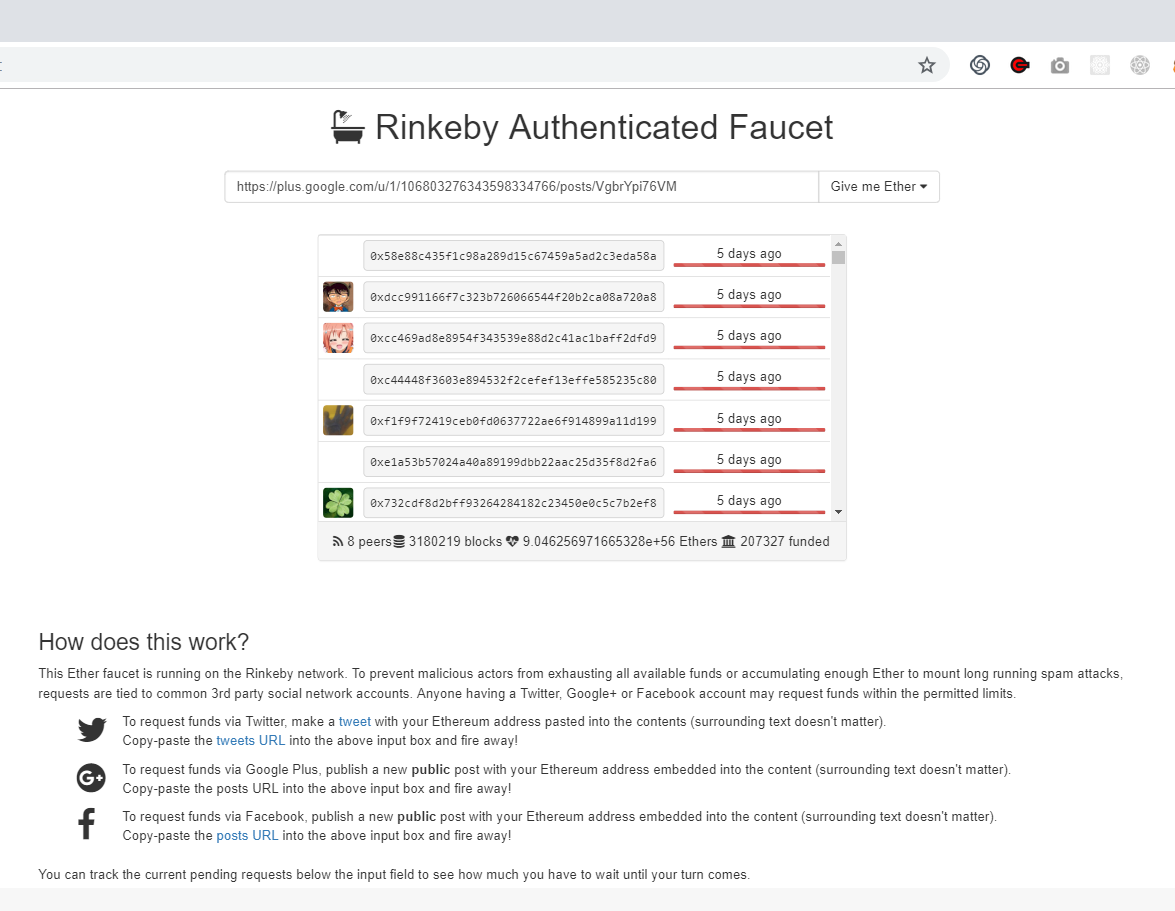 Rinkeby Authenticated Faucet
https://plus.google.com/u/1/106803276343598334766/posts/VgbrYpi76VM Give me Ether
0x58e88c435f1c98a289d15c67459a5ad2c3eda58a 5 days ago
0xdcc991166f7c323b726066544f20b2ca08a720a8 5 days ago
0xcc469ad8e8954f343539e88d2c41ac1baff2dfd9 5 days ago
0xc44448f3603e894532f2cefef13effe585235c80 5 days ago
0xf1f9f72419ceb0fd0637722ae6f914899a11d199 5 days ago
0xe1a53b57024a40a89199dbb22aac25d35f8d2fa6 5 days ago
0x732cdf8d2bff93264284182c23450e0c5c7b2ef8 5 days ago
8 peers 3180219 blocks 9.046256971665328e+56 Ethers 207327 funded
How does this work?
This Ether faucet is running on the Rinkeby network. To prevent malicious actors from exhausting all available funds or accumulating enough Ether to mount long running spam attacks,
requests are tied to common 3rd party social network accounts. Anyone having a Twitter, Google+ or Facebook account may request funds within the permitted limits.
To request funds via Twitter, make a tweet with your Ethereum address pasted into the contents (surrounding text doesn't matter).
Copy-paste the tweets URL into the above input box and fire away!
G+ To request funds via Google Plus, publish a new public post with your Ethereum address embedded into the content (surrounding text doesn't matter).
Copy-paste the posts URL into the above input box and fire away!
f To request funds via Facebook, publish a new public post with your Ethereum address embedded into the content (surrounding text doesn't matter).
Copy-paste the posts URL into the above input box and fire away!
You can track the current pending requests below the input field to see how much you have to wait until your turn comes.